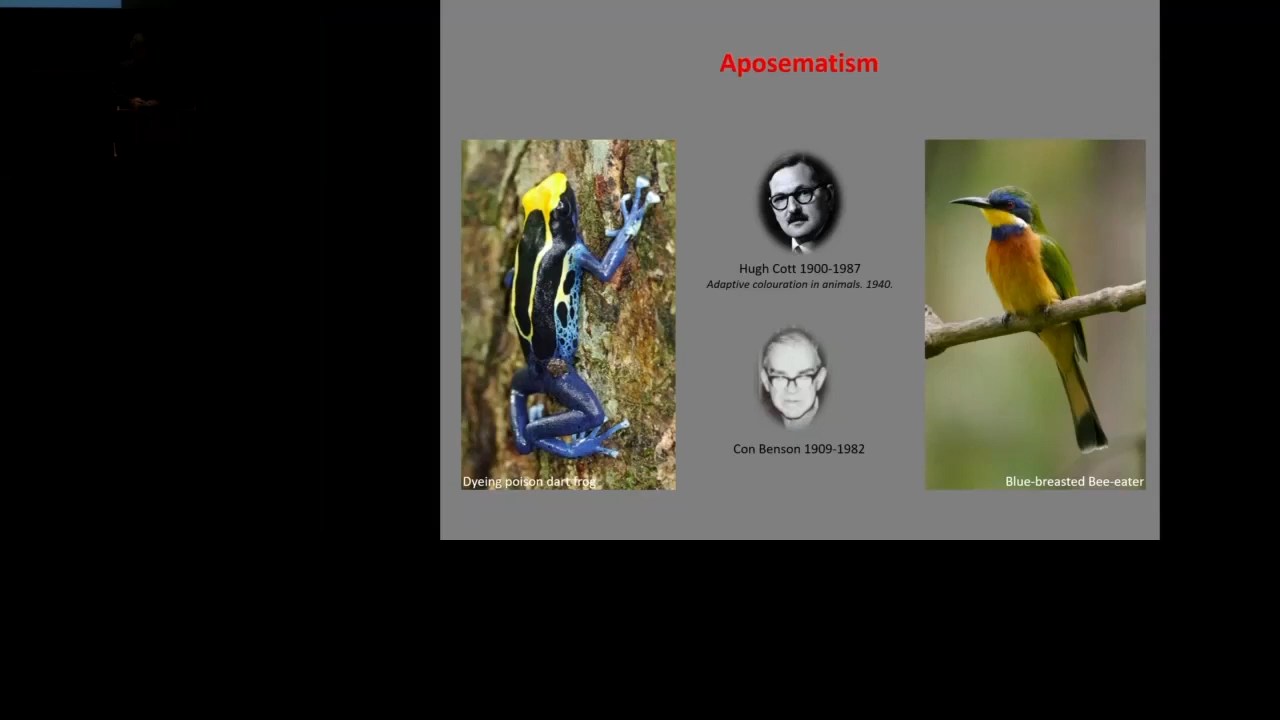 Aposematism
Hugh Cott 1900-1987
Adaptive colouration in animals. 1940.
Con Benson 1909-1982
Dyeing poison dart frog
Blue-breasted Bee-eater